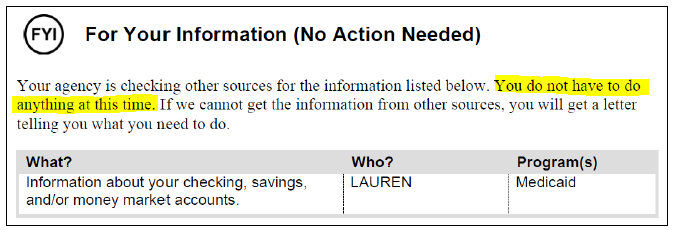 FYI
For Your Information (No Action Needed)
Your agency is checking other sources for the information listed below. You do not have to do
anything at this time. If we cannot get the information from other sources, you will get a letter
telling you what you need to do.
What? Who? Program(s)
Information about your checking, savings, LAUREN Medicaid
and/or money market accounts.